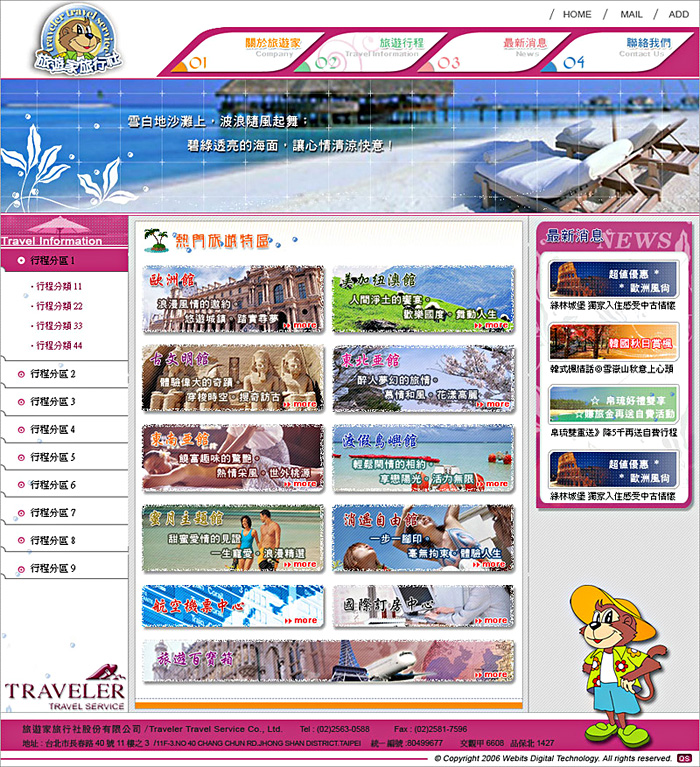 traveler travel service
旅遊家旅行社
HOME
MAIL
ADD
01 關於旅遊家 Company
02 旅遊行程 Travel Information
03 最新消息 News
04 聯絡我們 Contact Us
雪白地沙灘上，波浪隨風起舞；
碧綠透亮的海面，讓心情清涼快意！
Travel Information
行程分區 1
行程分類 11
行程分類 22
行程分類 33
行程分類 44
行程分區 2
行程分區 3
行程分區 4
行程分區 5
行程分區 6
行程分區 7
行程分區 8
行程分區 9
TRAVELER
TRAVEL SERVICE
熱門旅遊特區
歐洲館
浪漫風情的邀約。
悠遊城鎮。踏實尋夢
more
美加紐澳館
人間淨土的饗宴。
歡樂國度。舞動人生
more
古文明館
體驗偉大的奇蹟。
穿梭時空。搜奇訪古
more
東北亞館
醉人夢幻的旅情。
慕情和風。花漾高麗
more
東南亞館
饒富趣味的驚艷。
熱情采風。世外桃源
more
渡假島嶼館
輕鬆閒情的相約。
享戀陽光。活力無限
more
蜜月主題館
甜蜜愛情的見證
一生寵愛。浪漫精選
more
消遙自由館
一步一腳印。
毫無拘束。體驗人生
more
航空機票中心
more
國際訂房中心
more
旅遊百寶箱
more
最新消息 NEWS
超值優惠 *
* 歐洲風尚
綠林城堡 獨家入住感受中古情懷
韓國秋日賞楓
韓式楓情話◎雪嶽山秋意上心頭
☆ 帛琉好禮雙享
☆賺旅金再送自費活動
帛琉雙重送》降5千再送自費行程
超值優惠 *
* 歐洲風尚
綠林城堡 獨家入住感受中古情懷
旅遊家旅行社股份有限公司 /Traveler Travel Service Co., Ltd. Tel : (02)2563-0588 Fax : (02)2581-7596
地址 : 台北市長春路 40 號 11 樓之 3 /11F-3.NO 40 CHANG CHUN RD.JHONG SHAN DISTRICT.TAIPEI 統一編號 :80499677 交觀甲 6608 品保北 1427
© Copyright 2006 Webits Digital Technology. All rights reserved. QS